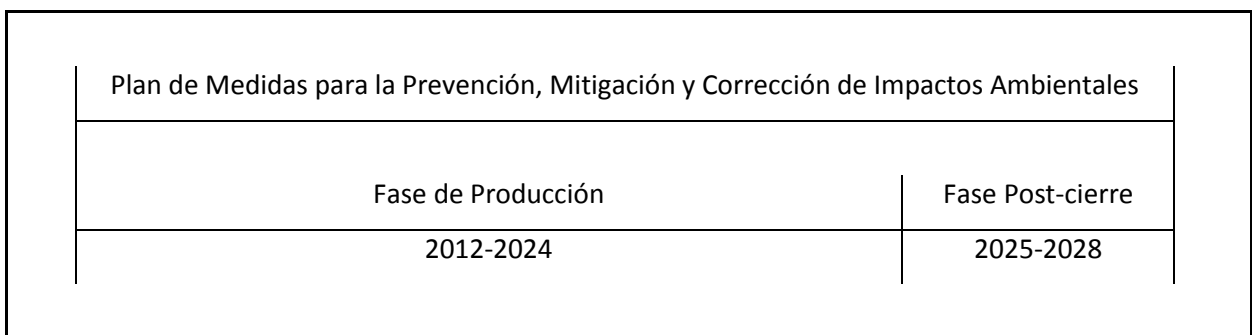 Plan de Medidas para la Prevención, Mitigación y Corrección de Impactos Ambientales
Fase de Producción Fase Post-cierre
2012-2024 2025-2028